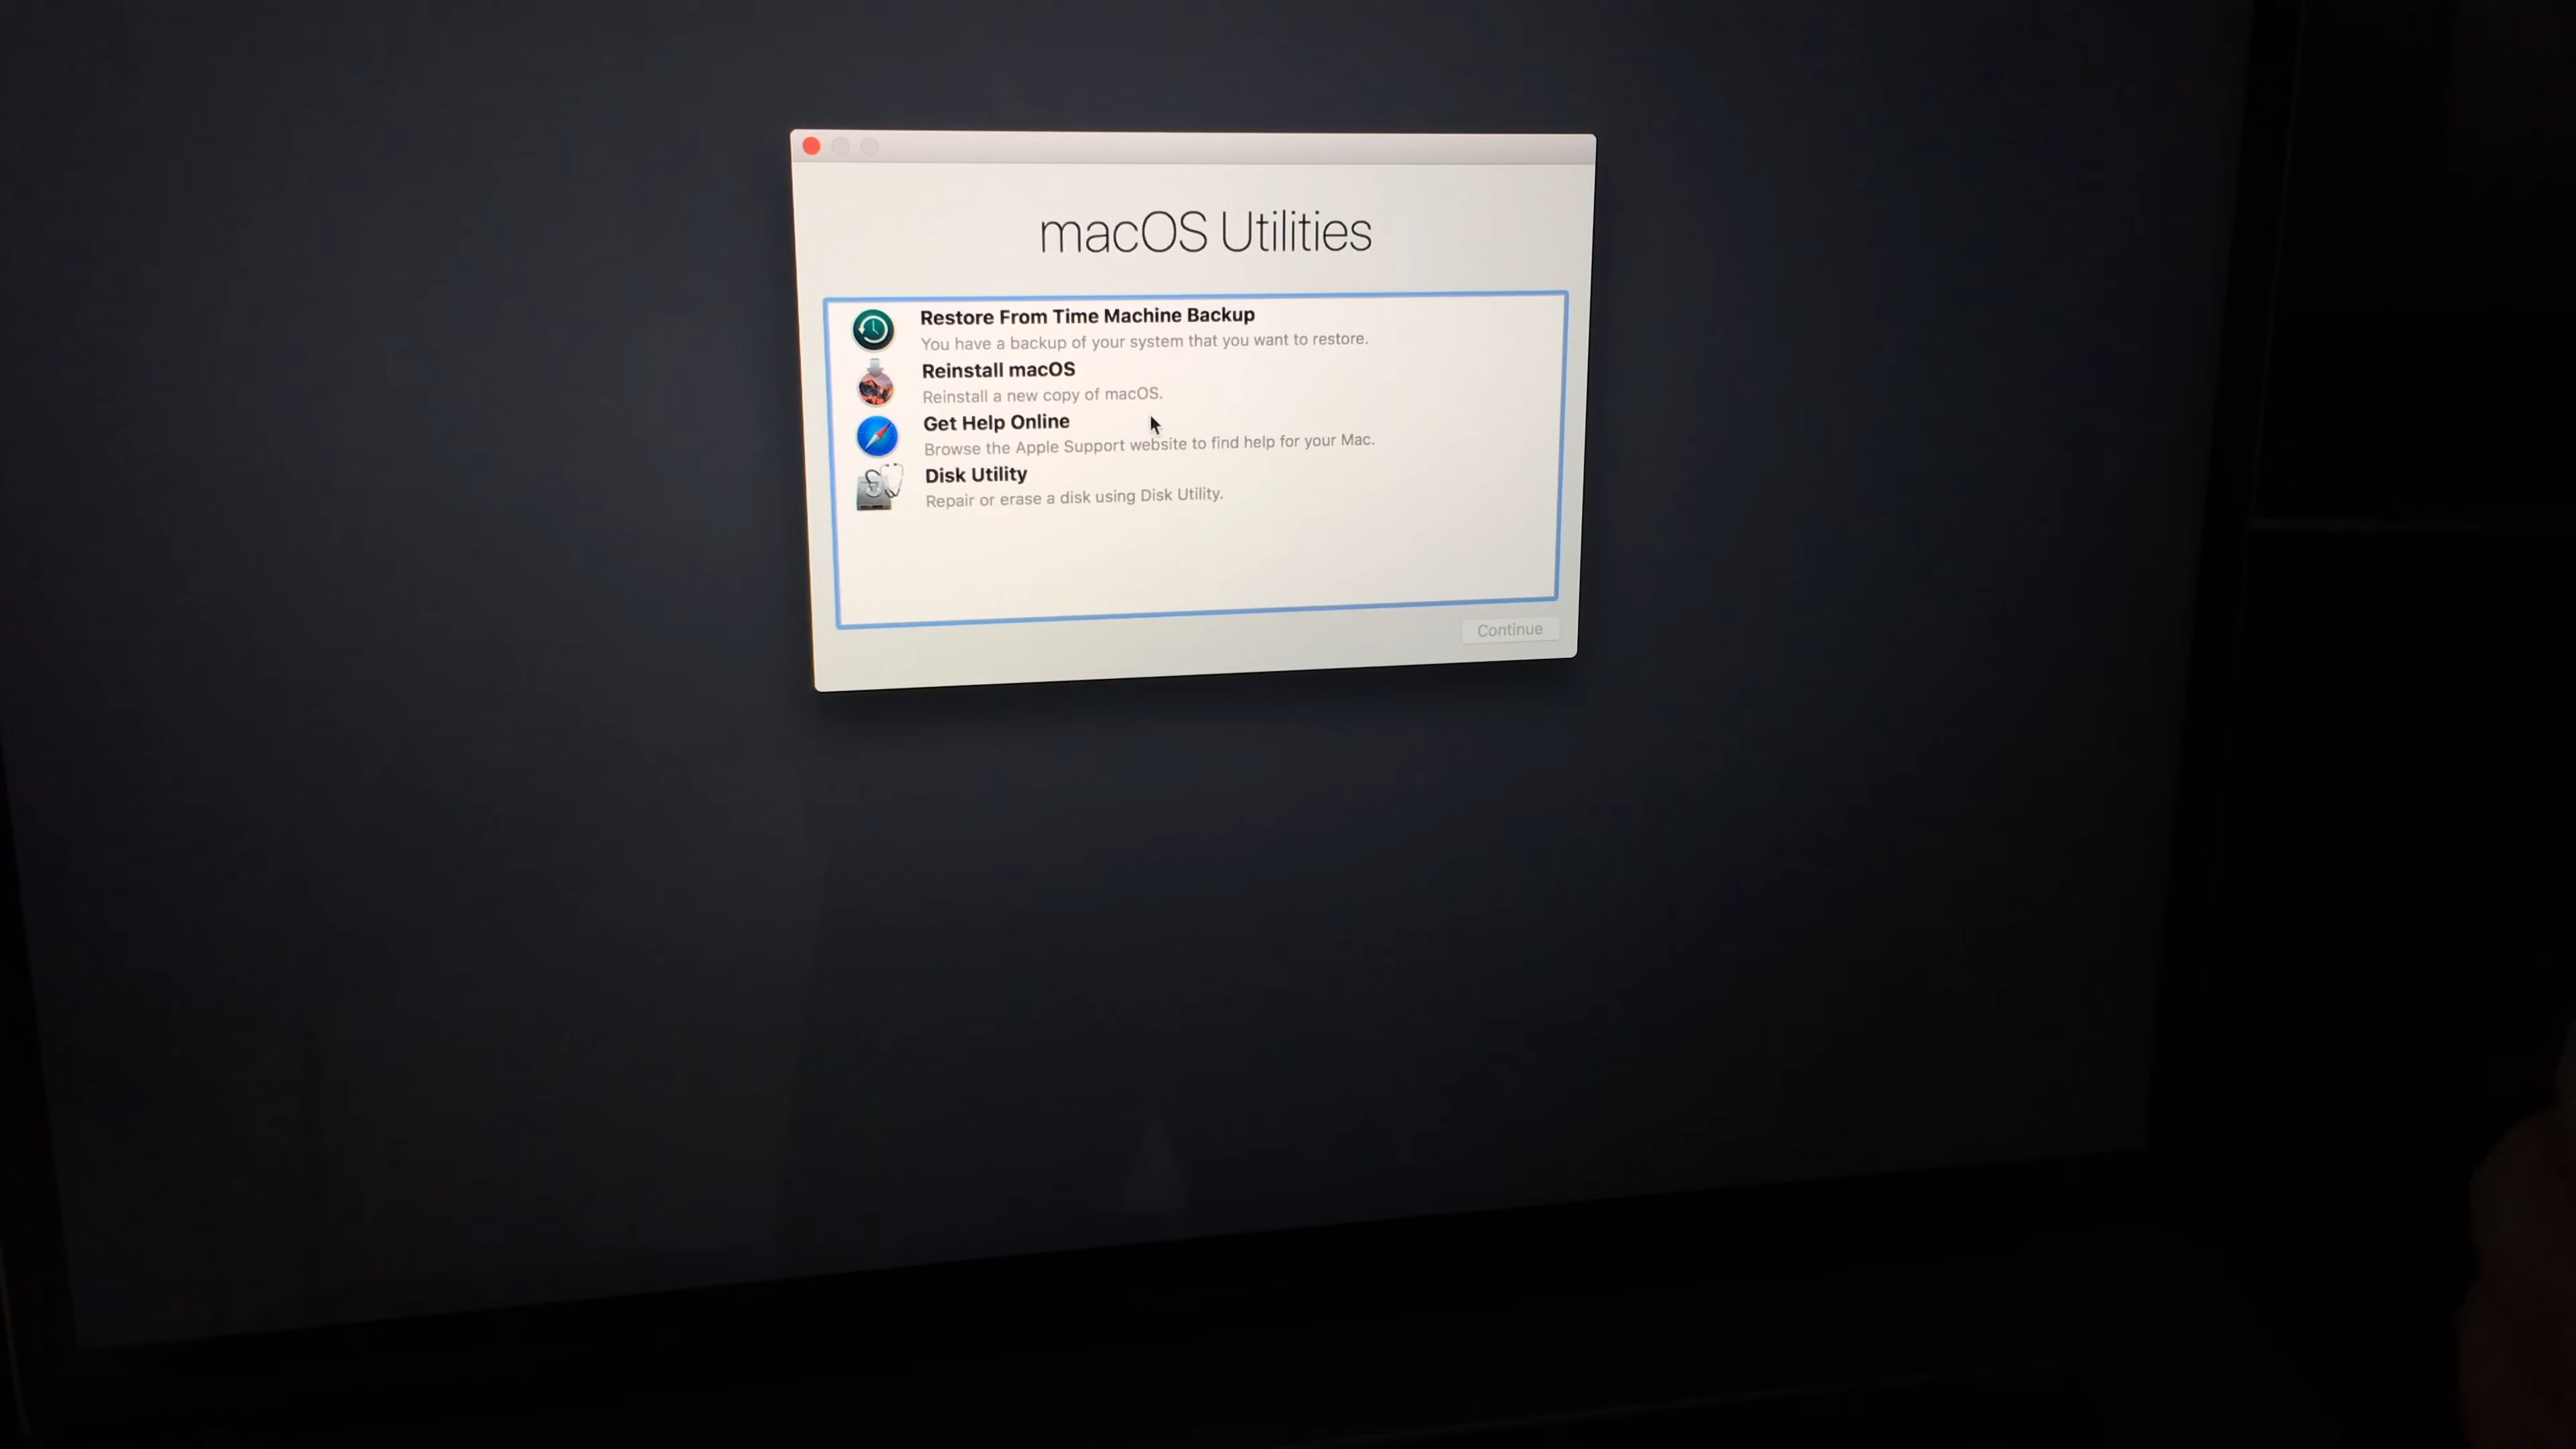 macOS Utilities
Restore From Time Machine Backup
You have a backup of your system that you want to restore.
Reinstall macOS
Reinstall a new copy of macOS.
Get Help Online
Browse the Apple Support website to find help for your Mac.
Disk Utility
Repair or erase a disk using Disk Utility.
Continue